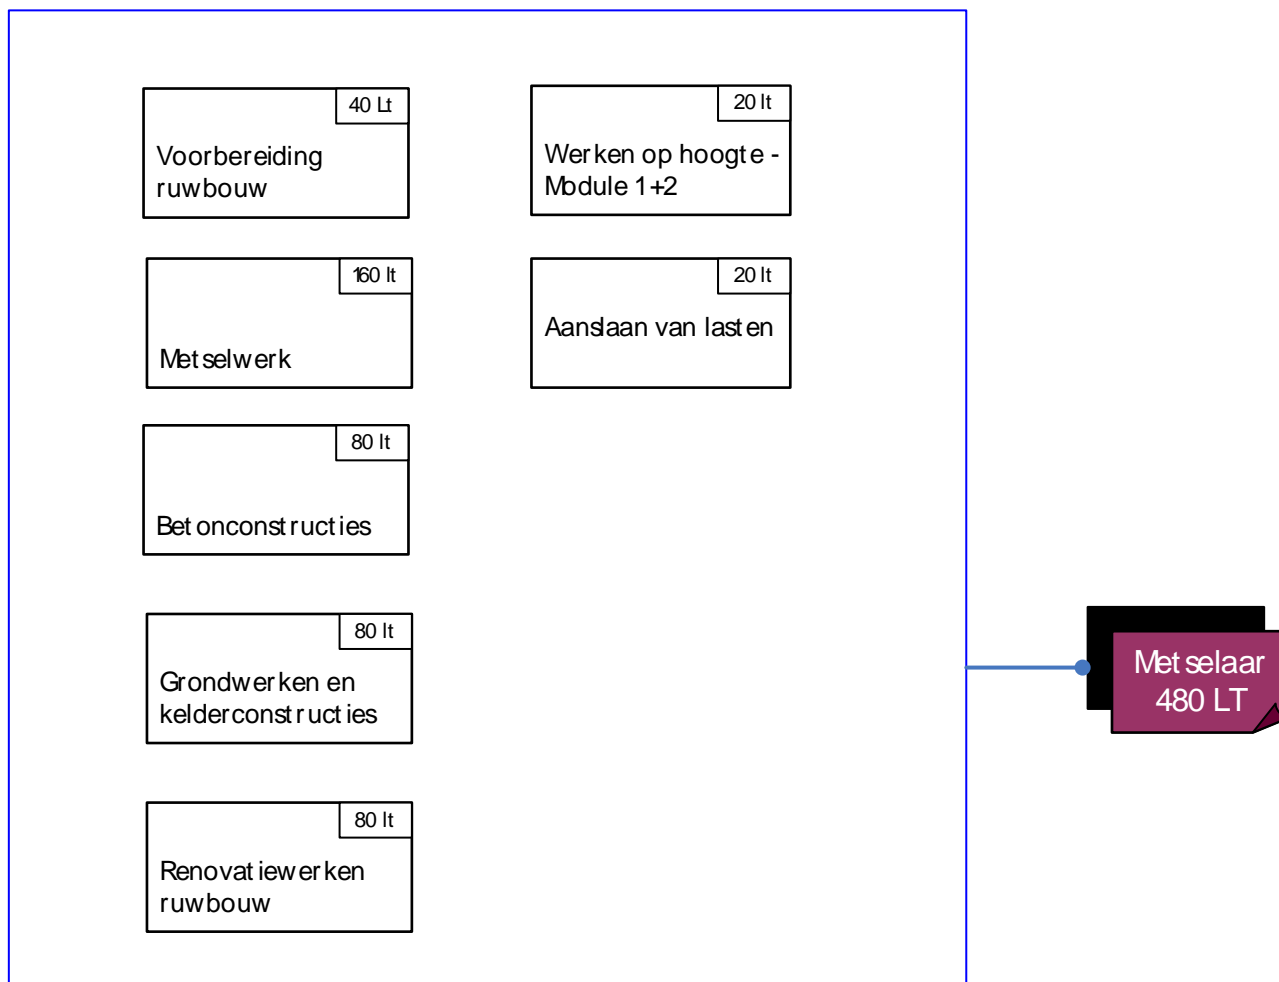 40 Lt
Voorbereiding
ruwbouw
20 lt
Werken op hoogte -
Module 1+2
160 lt
Metselwerk
20 lt
Aanslaan van lasten
80 lt
Betonconstructies
80 lt
Grondwerken en
kelderconstructies
80 lt
Renovatiewerken
ruwbouw
Metselaar
480 LT